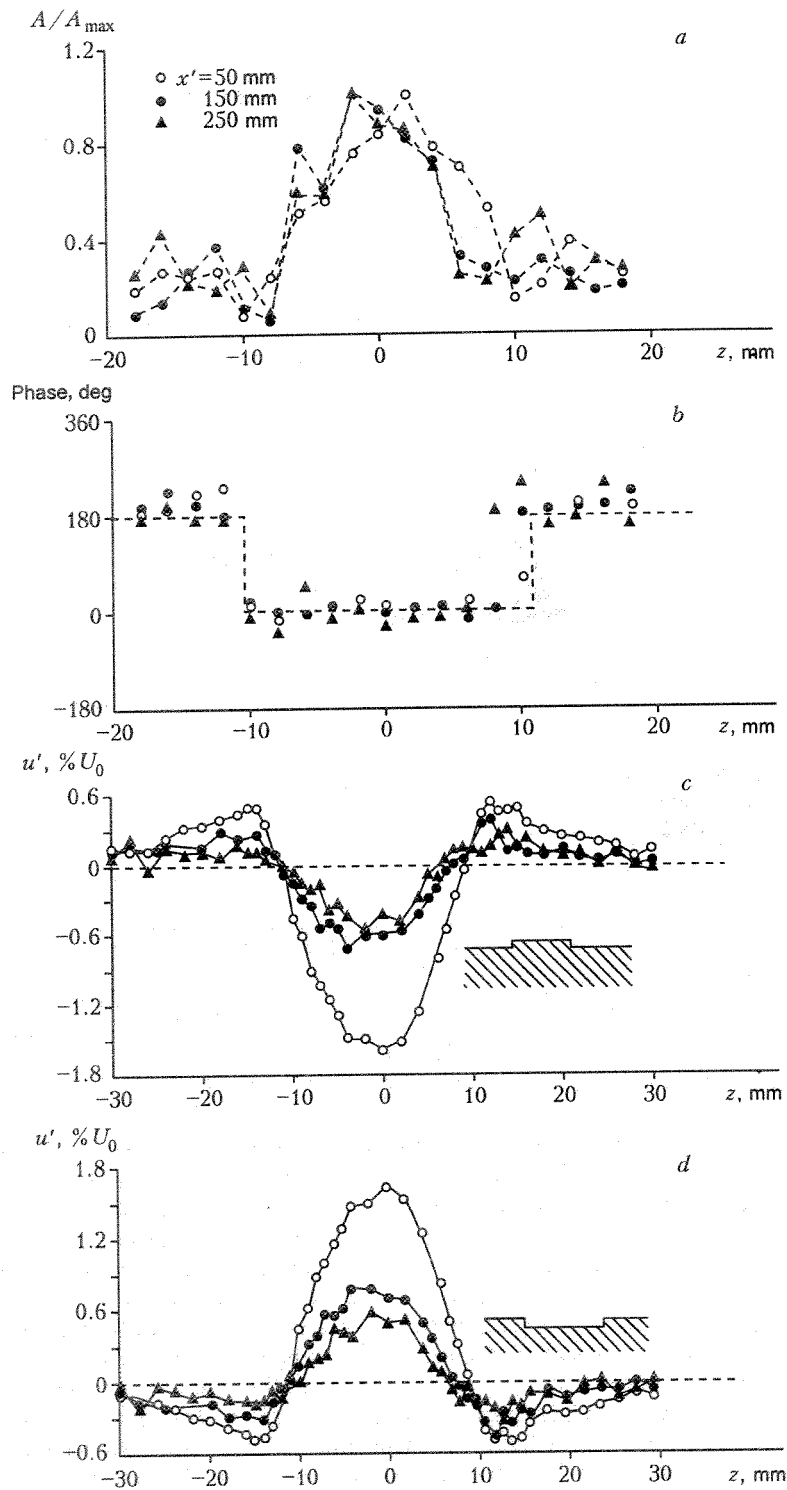 A/A_max
a
1.2
x′=50 mm
150 mm
250 mm
0.8
0.4
0
−20 −10 0 10 20 z, mm
Phase, deg
b
360
180
0
−180
−20 −10 0 10 20 z, mm
u′, %U₀
c
0.6
0
−0.6
−1.2
−1.8
−30 −20 −10 0 10 20 30 z, mm
u′, %U₀
d
1.8
1.2
0.6
0
−0.6
−30 −20 −10 0 10 20 30 z, mm